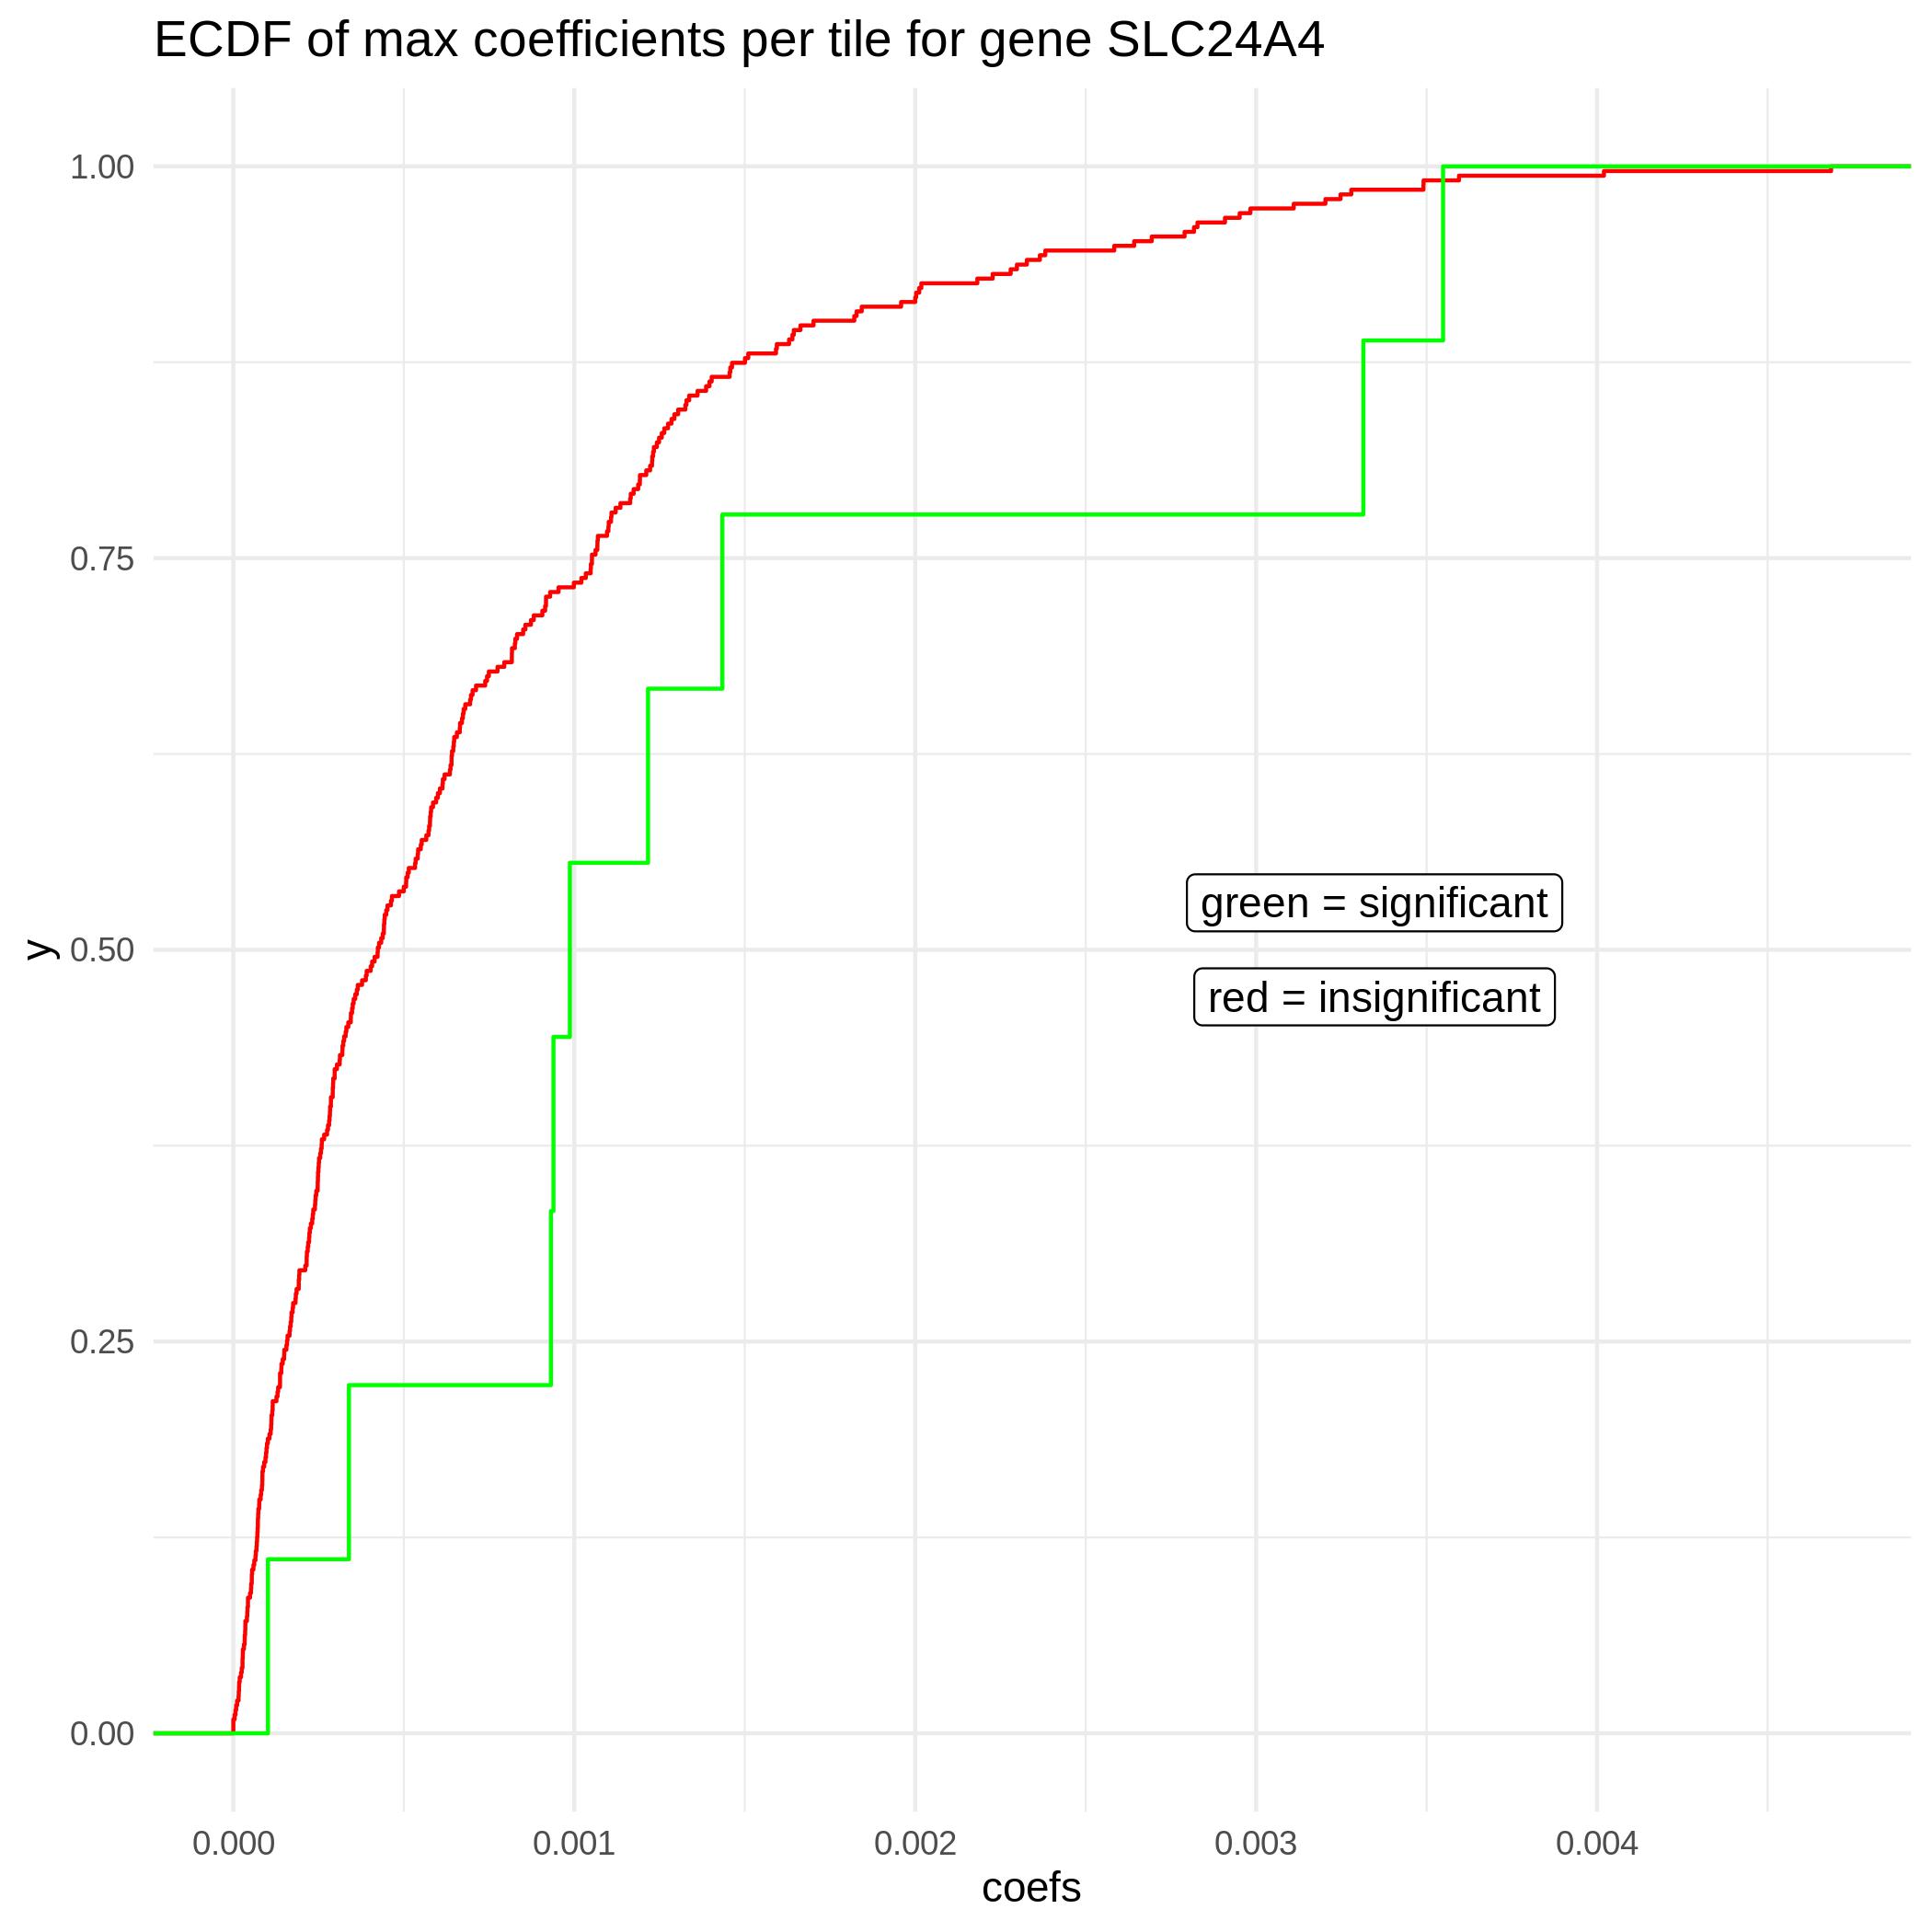 ECDF of max coefficients per tile for gene SLC24A4
1.00
0.75
0.50
0.25
0.00
y
green = significant
red = insignificant
0.000
0.001
0.002
0.003
0.004
coefs